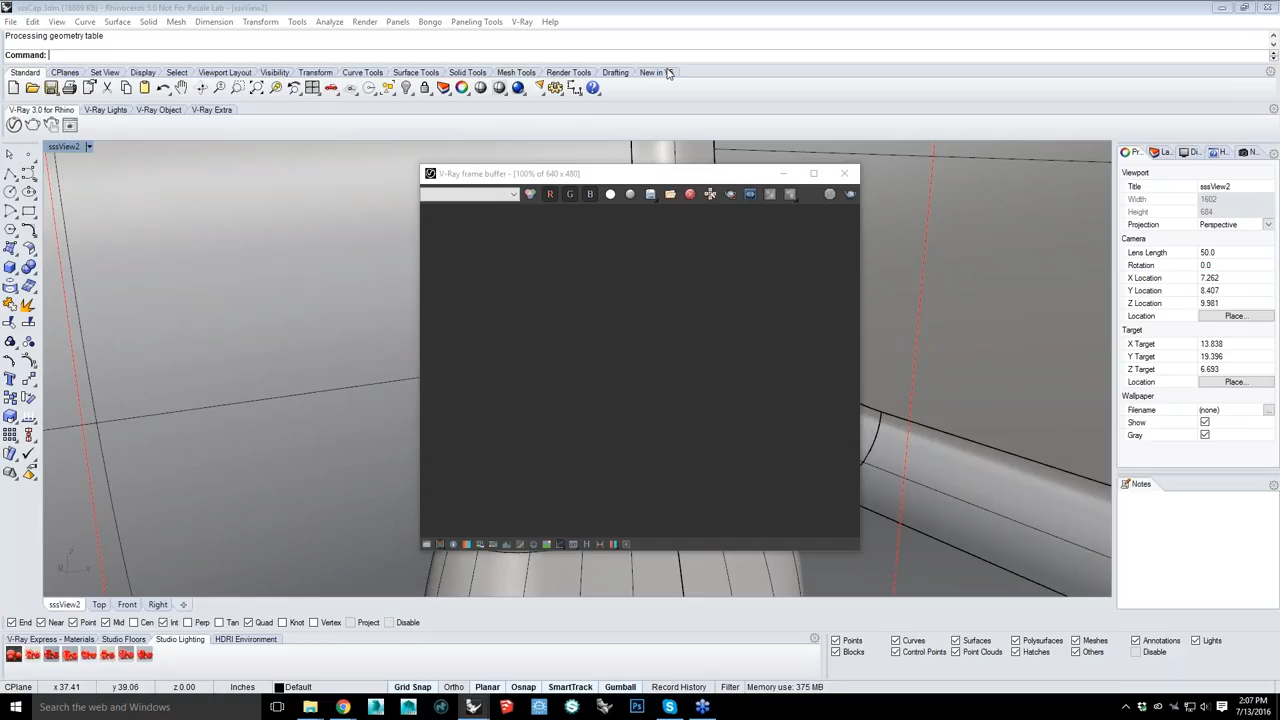 sssCap.3dm (18889 KB) - Rhinoceros 5.0 Not For Resale Lab - [sssView2]
File Edit View Curve Surface Solid Mesh Dimension Transform Tools Analyze Render Panels Bongo Paneling Tools V-Ray Help
Processing geometry table
Command:
Standard CPlanes Set View Display Select Viewport Layout Visibility Transform Curve Tools Surface Tools Solid Tools Mesh Tools Render Tools Drafting New in
V-Ray 3.0 for Rhino V-Ray Lights V-Ray Object V-Ray Extra
sssView2
V-Ray frame buffer - [100% of 640 x 480]
R G B
Pr... La... Di... H... N...
Viewport
Title sssView2
Width 1602
Height 684
Projection Perspective
Camera
Lens Length 50.0
Rotation 0.0
X Location 7.262
Y Location 8.407
Z Location 9.981
Location Place...
Target
X Target 13.838
Y Target 19.396
Z Target 6.693
Location Place...
Wallpaper
Filename (none) ...
Show
Gray
Notes
z
x
sssView2 Top Front Right
End Near Point Mid Cen Int Perp Tan Quad Knot Vertex Project Disable
V-Ray Express - Materials Studio Floors Studio Lighting HDRI Environment
Points Curves Surfaces Polysurfaces Meshes Annotations Lights
Blocks Control Points Point Clouds Hatches Others Disable
CPlane x 37.41 y 39.06 z 0.00 Inches Default Grid Snap Ortho Planar Osnap SmartTrack Gumball Record History Filter Memory use: 375 MB
Search the web and Windows
2:07 PM
7/13/2016